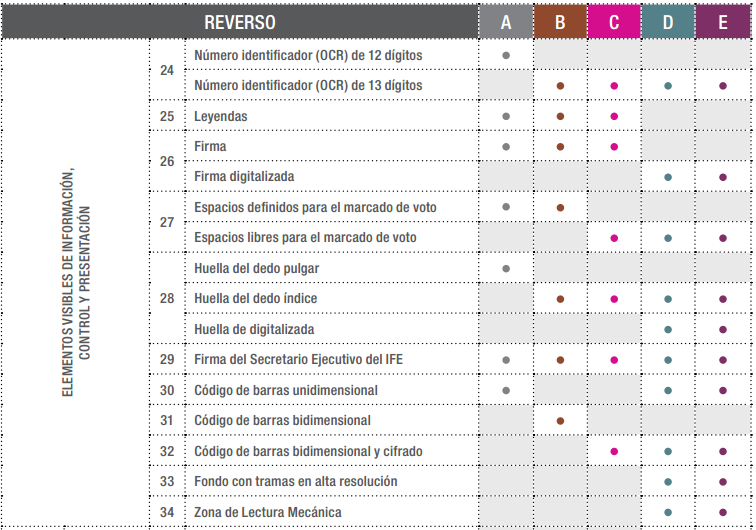 REVERSO A B C D E
ELEMENTOS VISIBLES DE INFORMACIÓN,
CONTROL Y PRESENTACIÓN
24
Número identificador (OCR) de 12 dígitos
Número identificador (OCR) de 13 dígitos
25 Leyendas
26
Firma
Firma digitalizada
27
Espacios definidos para el marcado de voto
Espacios libres para el marcado de voto
28
Huella del dedo pulgar
Huella del dedo índice
Huella de digitalizada
29 Firma del Secretario Ejecutivo del IFE
30 Código de barras unidimensional
31 Código de barras bidimensional
32 Código de barras bidimensional y cifrado
33 Fondo con tramas en alta resolución
34 Zona de Lectura Mecánica